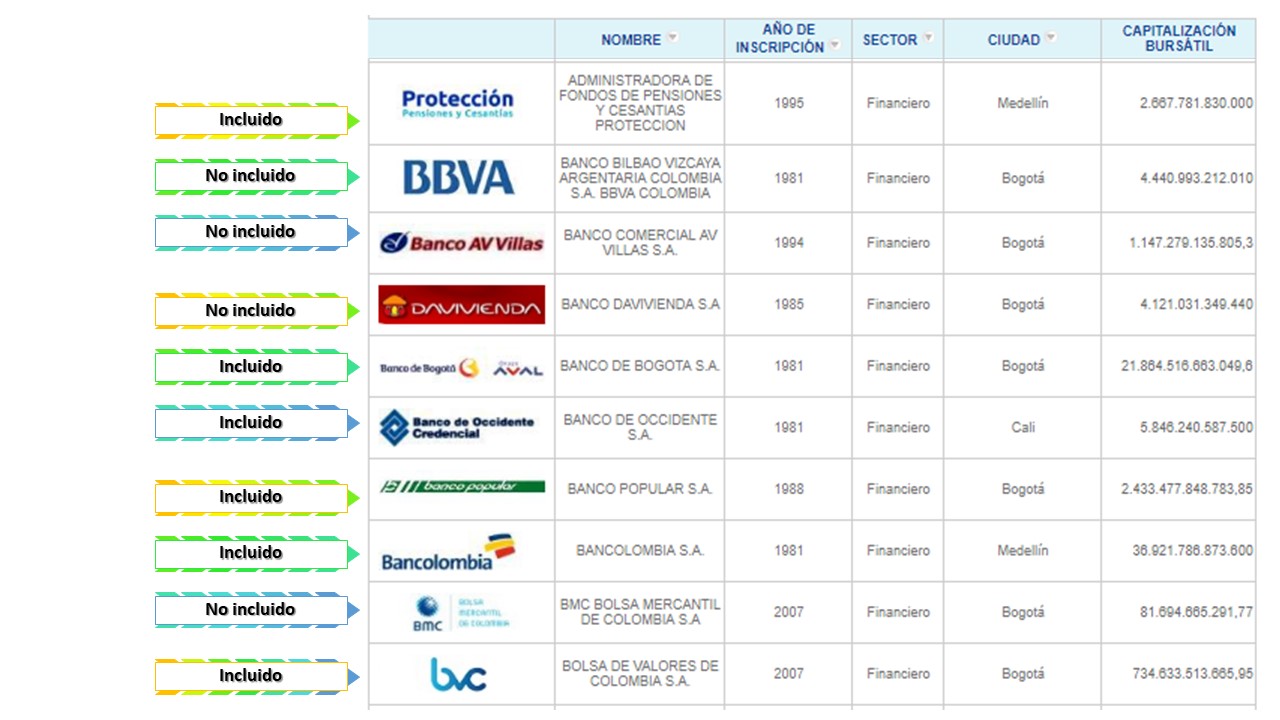 NOMBRE
AÑO DE
INSCRIPCIÓN
SECTOR
CIUDAD
CAPITALIZACIÓN
BURSÁTIL
Incluido
Protección
Pensiones y Cesantías
ADMINISTRADORA DE
FONDOS DE PENSIONES
Y CESANTIAS
PROTECCION
1995
Financiero
Medellín
2.667.781.830.000
No incluido
BBVA
BANCO BILBAO VIZCAYA
ARGENTARIA COLOMBIA
S.A. BBVA COLOMBIA
1981
Financiero
Bogotá
4.440.993.212.010
No incluido
Banco AV Villas
BANCO COMERCIAL AV
VILLAS S.A.
1994
Financiero
Bogotá
1.147.279.135.805,3
No incluido
DAVIVIENDA
BANCO DAVIVIENDA S.A
1985
Financiero
Bogotá
4.121.031.349.440
Incluido
Banco de Bogotá
Grupo
AVAL
BANCO DE BOGOTA S.A.
1981
Financiero
Bogotá
21.864.516.663.049,6
Incluido
Banco de Occidente
Credencial
BANCO DE OCCIDENTE
S.A.
1981
Financiero
Cali
5.846.240.587.500
Incluido
banco popular
BANCO POPULAR S.A.
1988
Financiero
Bogotá
2.433.477.848.783,85
Incluido
Bancolombia
BANCOLOMBIA S.A.
1981
Financiero
Medellín
36.921.786.873.600
No incluido
BMC
BOLSA
MERCANTIL
DE COLOMBIA
BMC BOLSA MERCANTIL
DE COLOMBIA S.A
2007
Financiero
Bogotá
81.694.665.291,77
Incluido
bvc
BOLSA DE VALORES DE
COLOMBIA S.A.
2007
Financiero
Bogotá
734.633.513.665,95